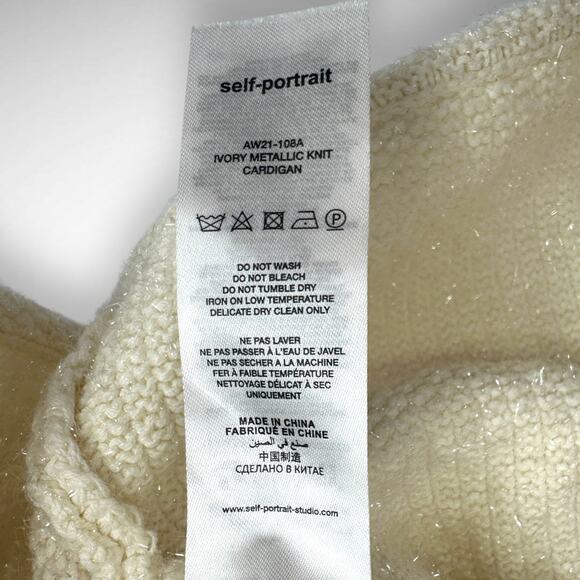 self-portrait
AW21-108A
IVORY METALLIC KNIT
CARDIGAN
P
DO NOT WASH
DO NOT BLEACH
DO NOT TUMBLE DRY
IRON ON LOW TEMPERATURE
DELICATE DRY CLEAN ONLY
NE PAS LAVER
NE PAS PASSER À L'EAU DE JAVEL
NE PAS SECHER A LA MACHINE
FER À FAIBLE TEMPÉRATURE
NETTOYAGE DÉLICAT À SEC
UNIQUEMENT
MADE IN CHINA
FABRIQUÉ EN CHINE
صنع في الصين
中国制造
СДЕЛАНО В КИТАЕ
www.self-portrait-studio.com